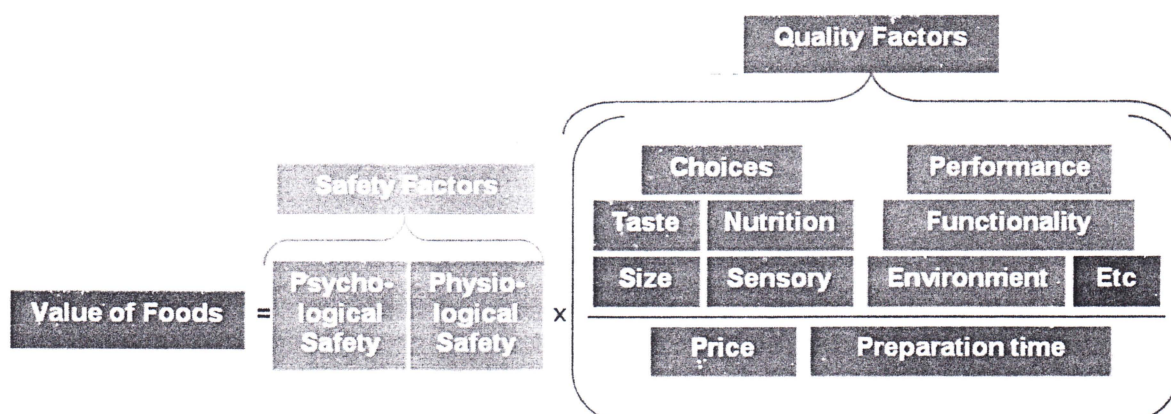 Quality Factors
Safety Factors
Choices Performance
Taste Nutrition Functionality
Size Sensory Environment Etc
Value of Foods = Psycho-
logical
Safety Physio-
logical
Safety x
Price Preparation time